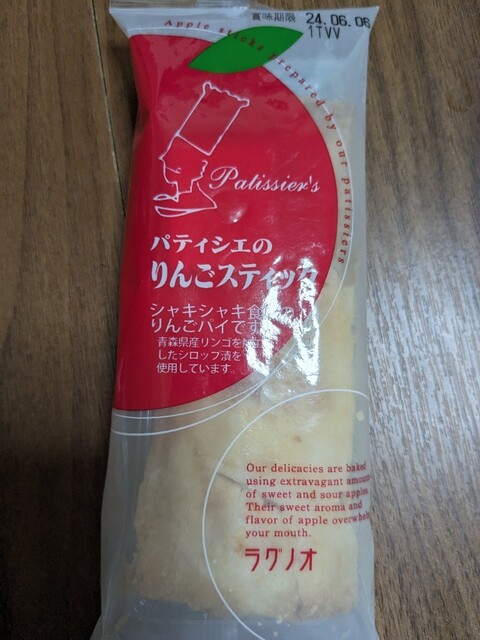 賞味期限 24.06.06
1TVV
Apple sticks prepared by our patissiers
Patissier's
パティシエの
りんごスティック
シャキシャキ食
りんごパイです
青森県産リンゴを
したシロップ漬を
使用しています。
Our delicacies are baked
using extravagant amount
of sweet and sour apples.
Their sweet aroma and
flavor of apple overwhelm
your mouth.
ラグノオ